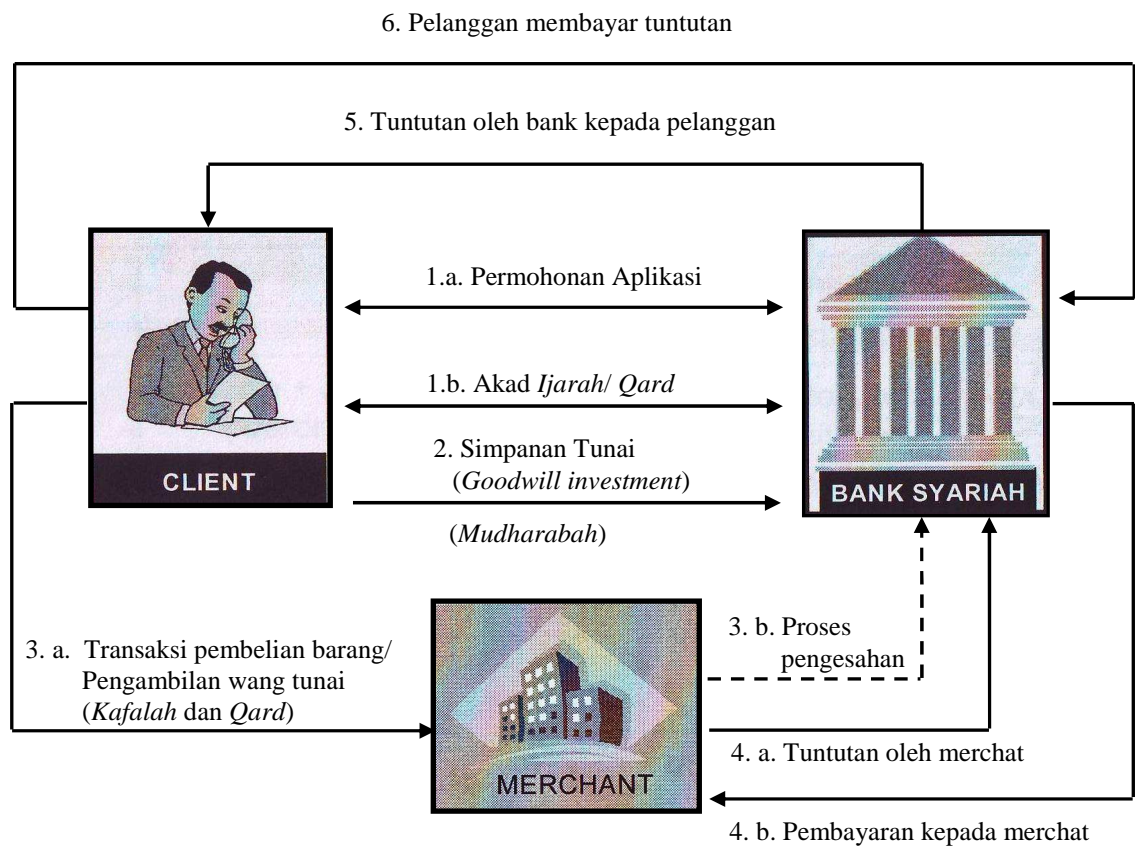 6. Pelanggan membayar tuntutan
5. Tuntutan oleh bank kepada pelanggan
1.a. Permohonan Aplikasi
1.b. Akad Ijarah/ Qard
2. Simpanan Tunai
(Goodwill investment)
(Mudharabah)
CLIENT
BANK SYARIAH
3. a. Transaksi pembelian barang/
Pengambilan wang tunai
(Kafalah dan Qard)
3. b. Proses
pengesahan
MERCHANT
4. a. Tuntutan oleh merchat
4. b. Pembayaran kepada merchat